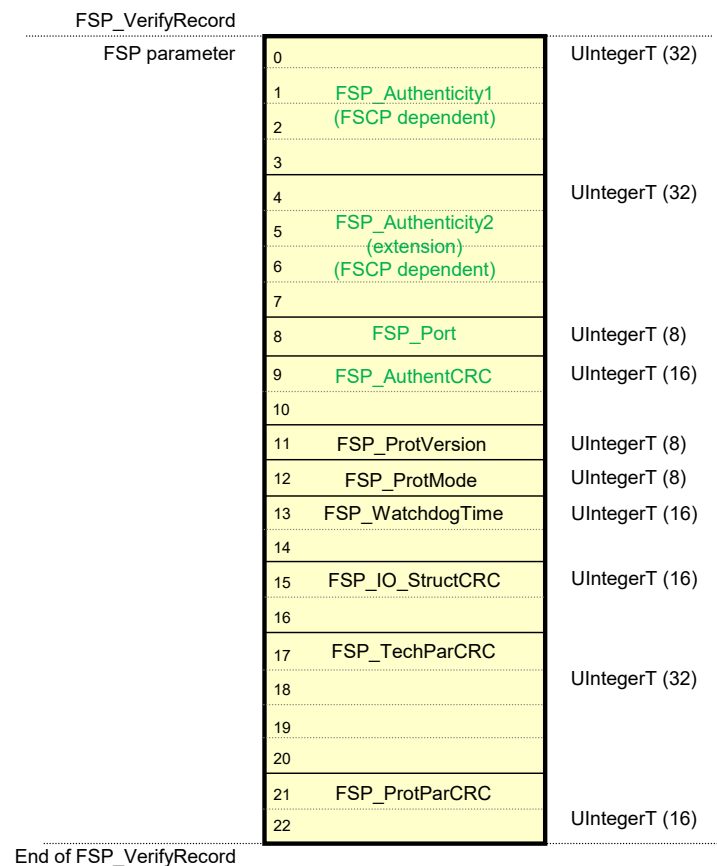 FSP_VerifyRecord
FSP parameter
0
UIntegerT (32)
1
FSP_Authenticity1
(FSCP dependent)
2
3
4
UIntegerT (32)
5
FSP_Authenticity2
(extension)
6
(FSCP dependent)
7
8
FSP_Port
UIntegerT (8)
9
FSP_AuthentCRC
UIntegerT (16)
10
11
FSP_ProtVersion
UIntegerT (8)
12
FSP_ProtMode
UIntegerT (8)
13
FSP_WatchdogTime
UIntegerT (16)
14
15
FSP_IO_StructCRC
UIntegerT (16)
16
17
FSP_TechParCRC
18
UIntegerT (32)
19
20
21
FSP_ProtParCRC
22
UIntegerT (16)
End of FSP_VerifyRecord